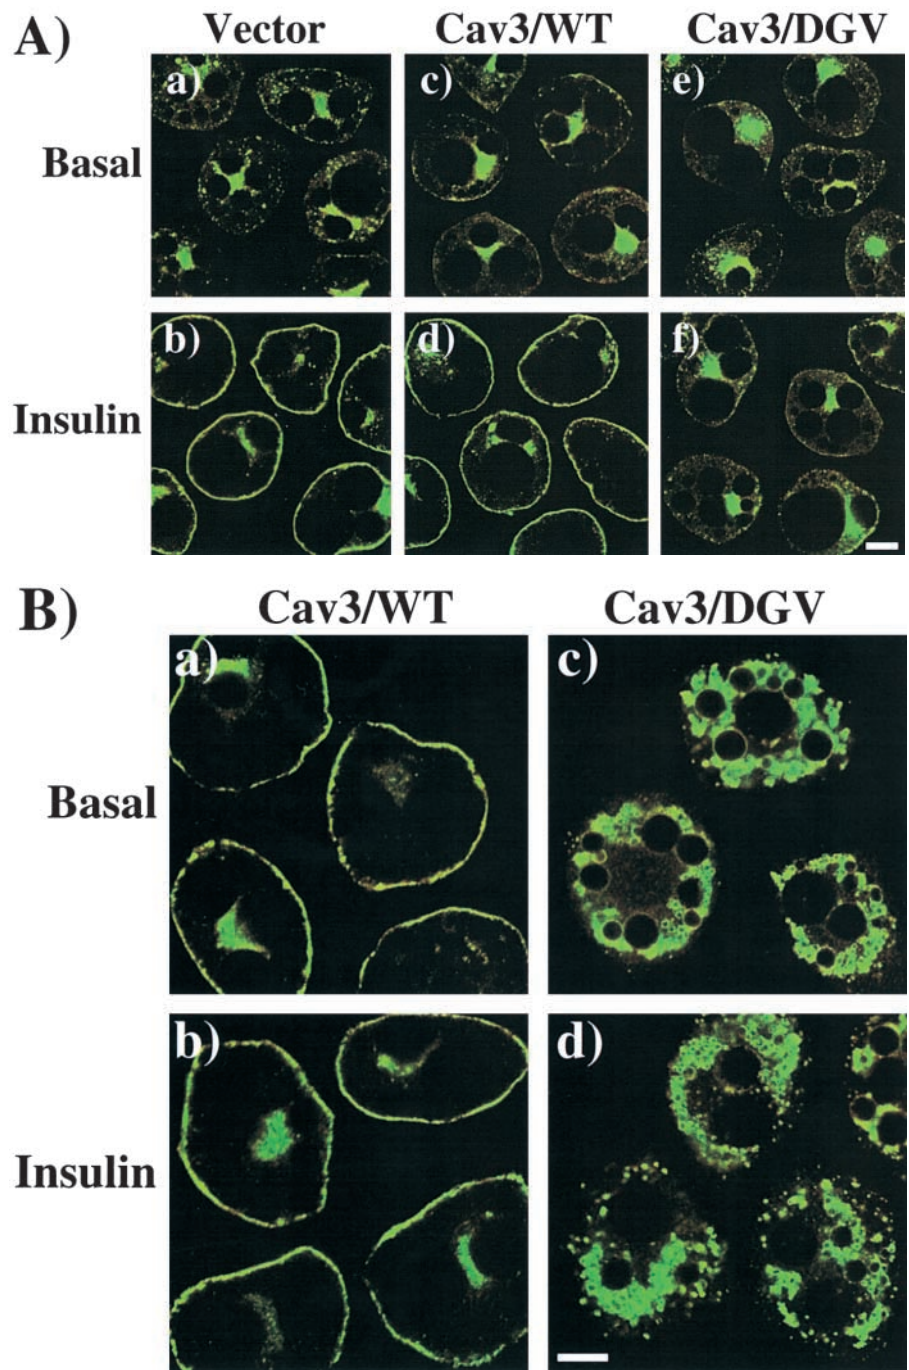 A)
Vector Cav3/WT Cav3/DGV
Basal a) c) e)
Insulin b) d) f)
B)
Cav3/WT Cav3/DGV
Basal a) c)
Insulin b) d)